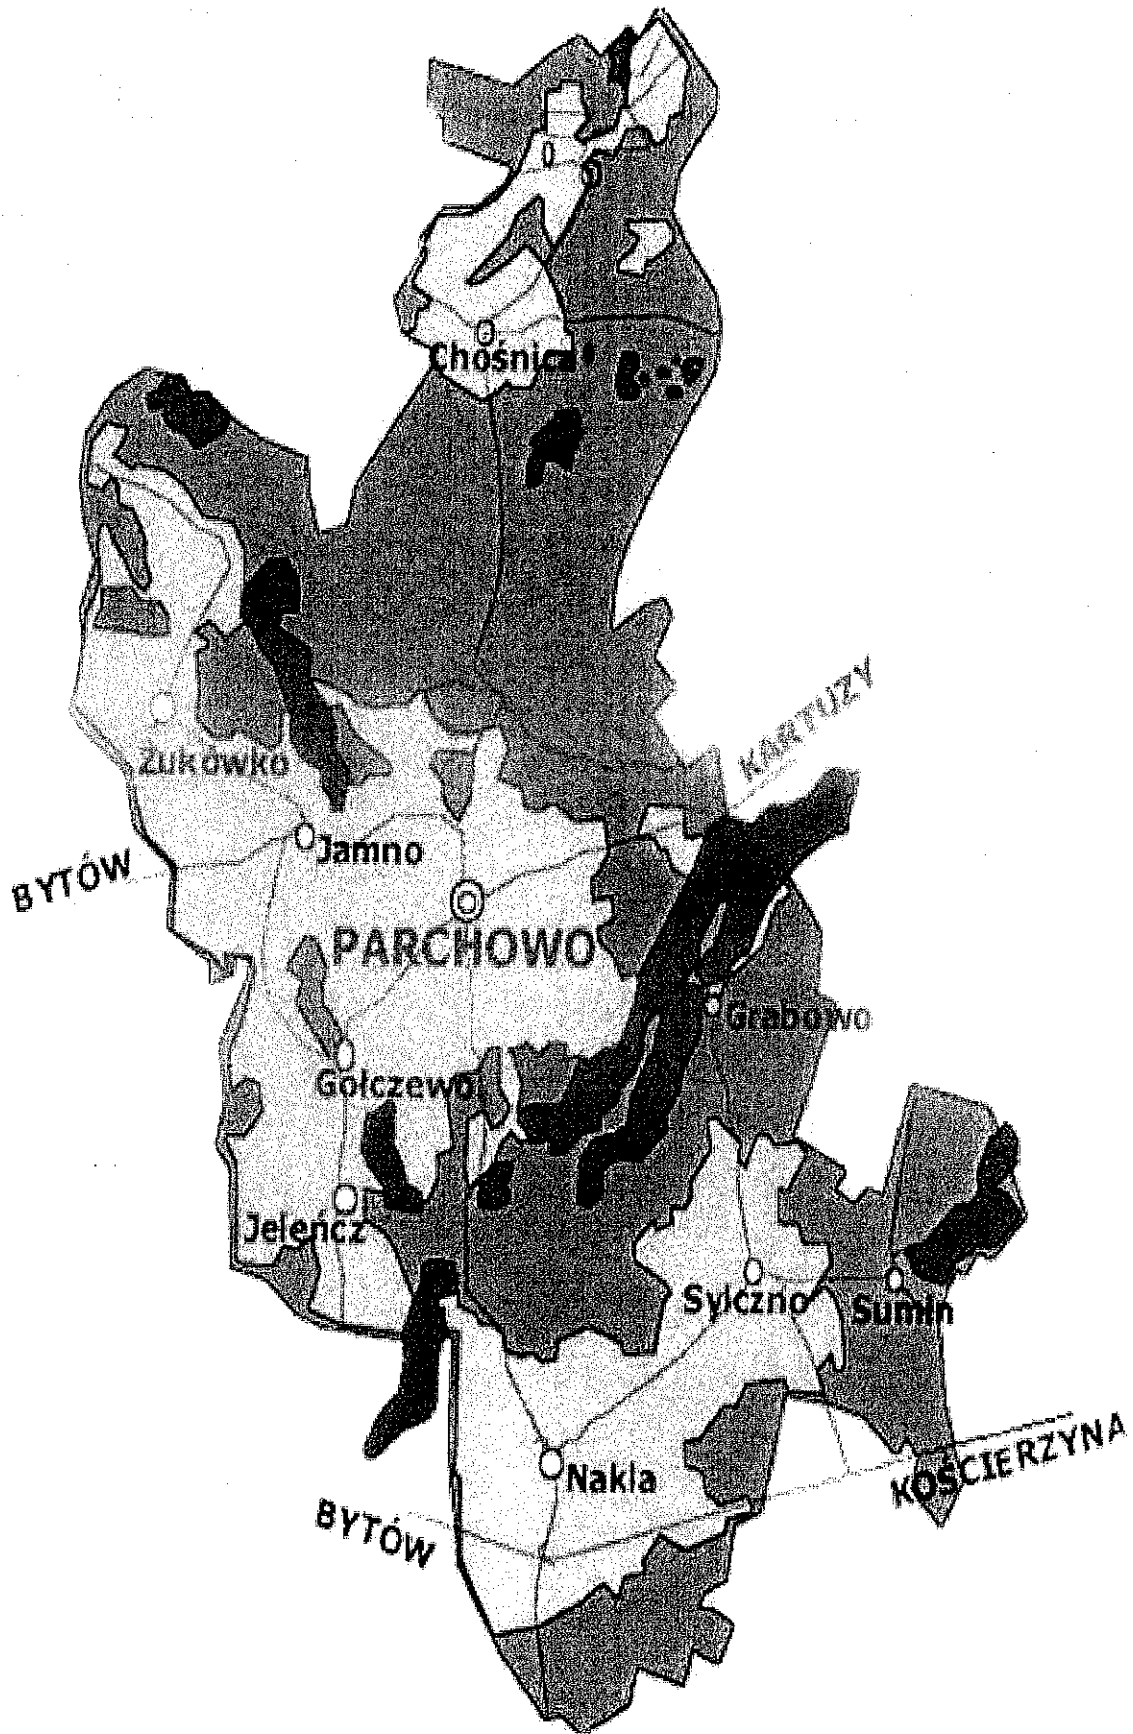 Chośnica
KARTUZY
Żukówko
Jamno
BYTÓW
PARCHOWO
Grabowo
Gołczewo
Jeleńcz
Sylczno
Sumin
KOŚCIERZYNA
Nakla
BYTÓW